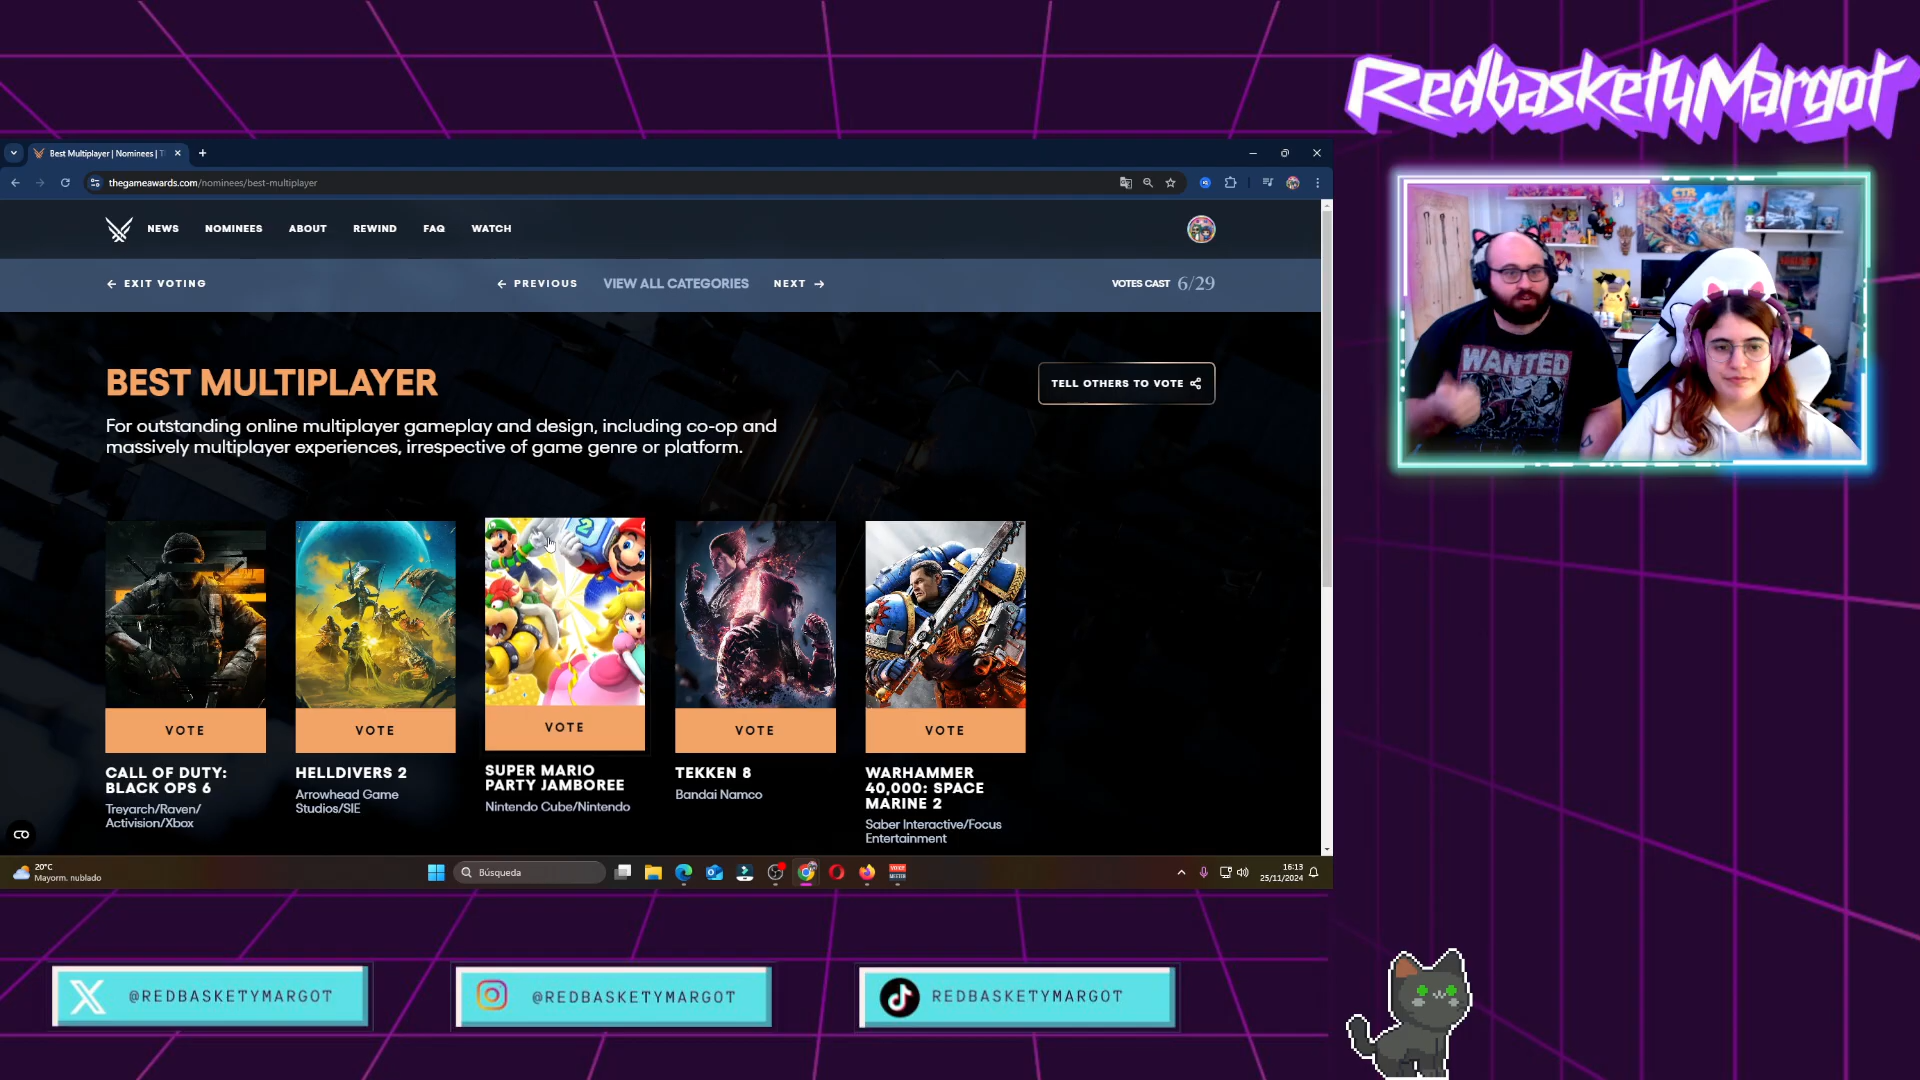 RedbasketyMargot
Best Multiplayer | Nominees | T
thegameawards.com/nominees/best-multiplayer
NEWS
NOMINEES
ABOUT
REWIND
FAQ
WATCH
EXIT VOTING
PREVIOUS
VIEW ALL CATEGORIES
NEXT
VOTES CAST 6/29
BEST MULTIPLAYER
TELL OTHERS TO VOTE
For outstanding online multiplayer gameplay and design, including co-op and
massively multiplayer experiences, irrespective of game genre or platform.
WANTED
CTR
2
VOTE
VOTE
VOTE
VOTE
VOTE
CALL OF DUTY:
BLACK OPS 6
Treyarch/Raven/
Activision/Xbox
HELLDIVERS 2
Arrowhead Game
Studios/SIE
SUPER MARIO
PARTY JAMBOREE
Nintendo Cube/Nintendo
TEKKEN 8
Bandai Namco
WARHAMMER
40,000: SPACE
MARINE 2
Saber Interactive/Focus
Entertainment
20°C
Mayorm. nublado
Búsqueda
16:13
25/11/2024
@REDBASKETYMARGOT
@REDBASKETYMARGOT
REDBASKETYMARGOT